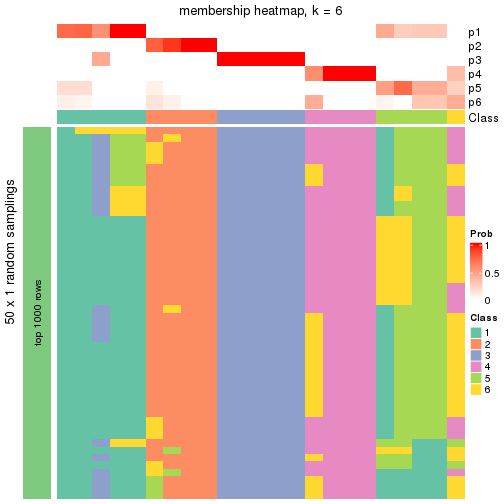 membership heatmap, k = 6
p1
p2
p3
p4
p5
p6
Class
50 x 1 random samplings
top 1000 rows
Prob
1
0.5
0
Class
1
2
3
4
5
6